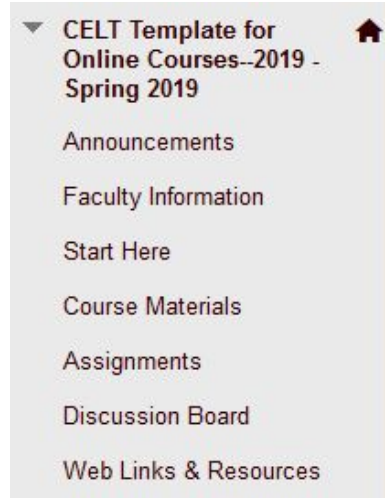 CELT Template for
Online Courses--2019 -
Spring 2019
Announcements
Faculty Information
Start Here
Course Materials
Assignments
Discussion Board
Web Links & Resources